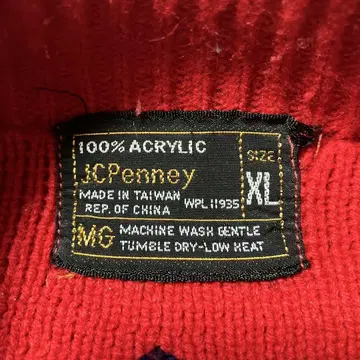 100% ACRYLIC
JCPenney
MADE IN TAIWAN
REP. OF CHINA WPL 11935
SIZE
XL
MG MACHINE WASH GENTLE
TUMBLE DRY-LOW HEAT